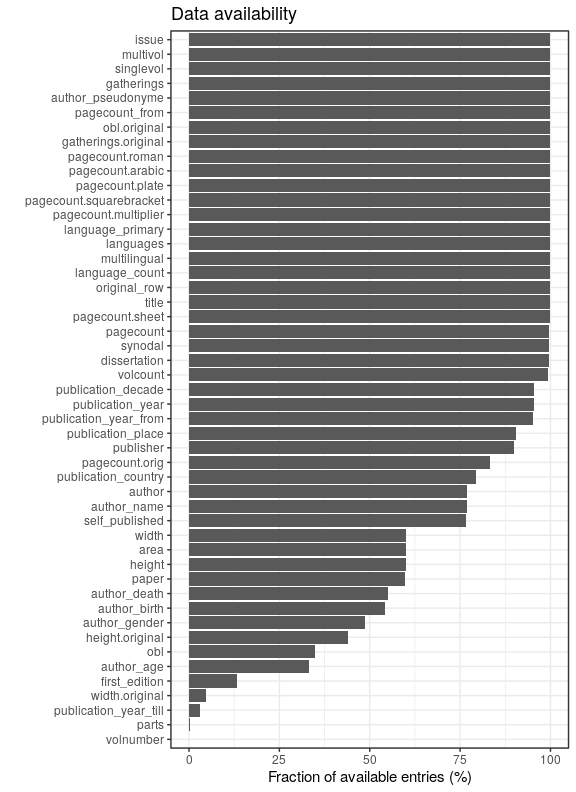 Data availability
issue
multivol
singlevol
gatherings
author_pseudonyme
pagecount_from
obl.original
gatherings.original
pagecount.roman
pagecount.arabic
pagecount.plate
pagecount.squarebracket
pagecount.multiplier
language_primary
languages
multilingual
language_count
original_row
title
pagecount.sheet
pagecount
synodal
dissertation
volcount
publication_decade
publication_year
publication_year_from
publication_place
publisher
pagecount.orig
publication_country
author
author_name
self_published
width
area
height
paper
author_death
author_birth
author_gender
height.original
obl
author_age
first_edition
width.original
publication_year_till
parts
volnumber
0 25 50 75 100
Fraction of available entries (%)